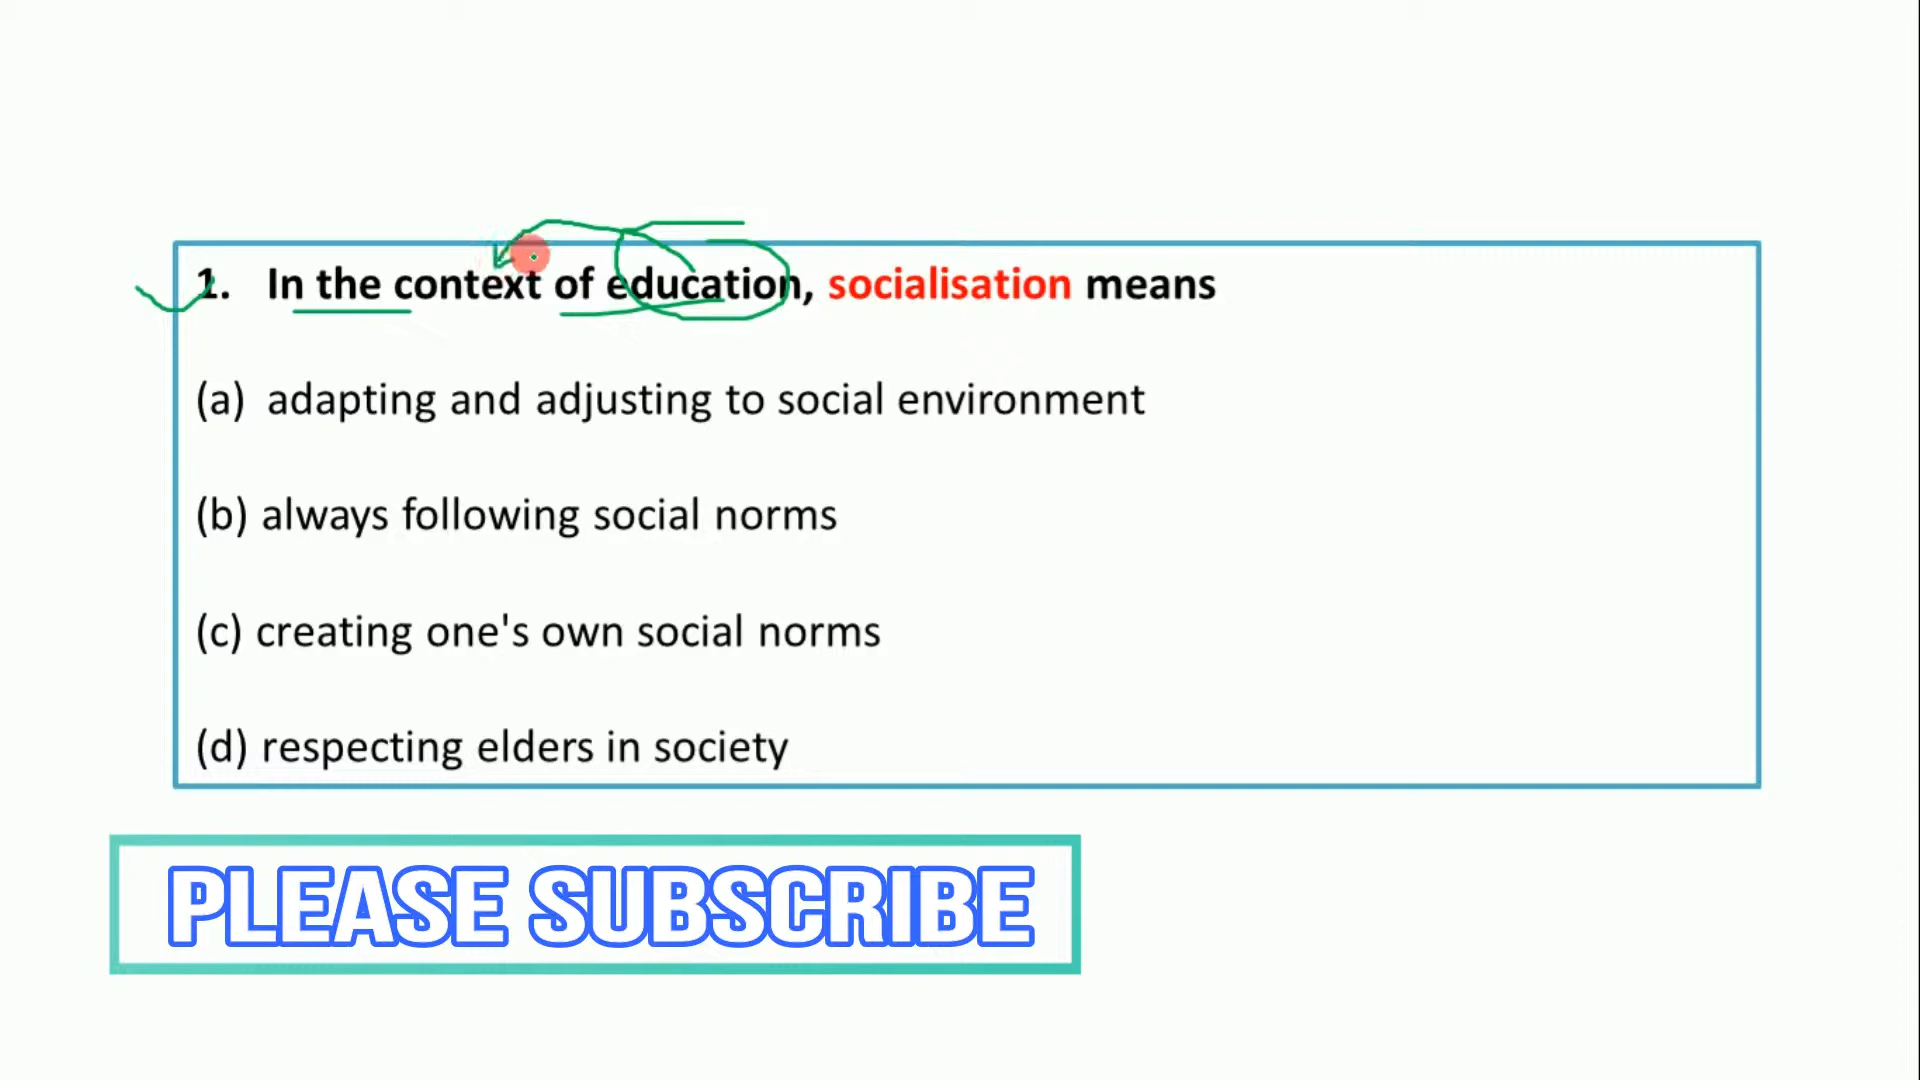 1. In the context of education, socialisation means
(a) adapting and adjusting to social environment
(b) always following social norms
(c) creating one's own social norms
(d) respecting elders in society
PLEASE SUBSCRIBE